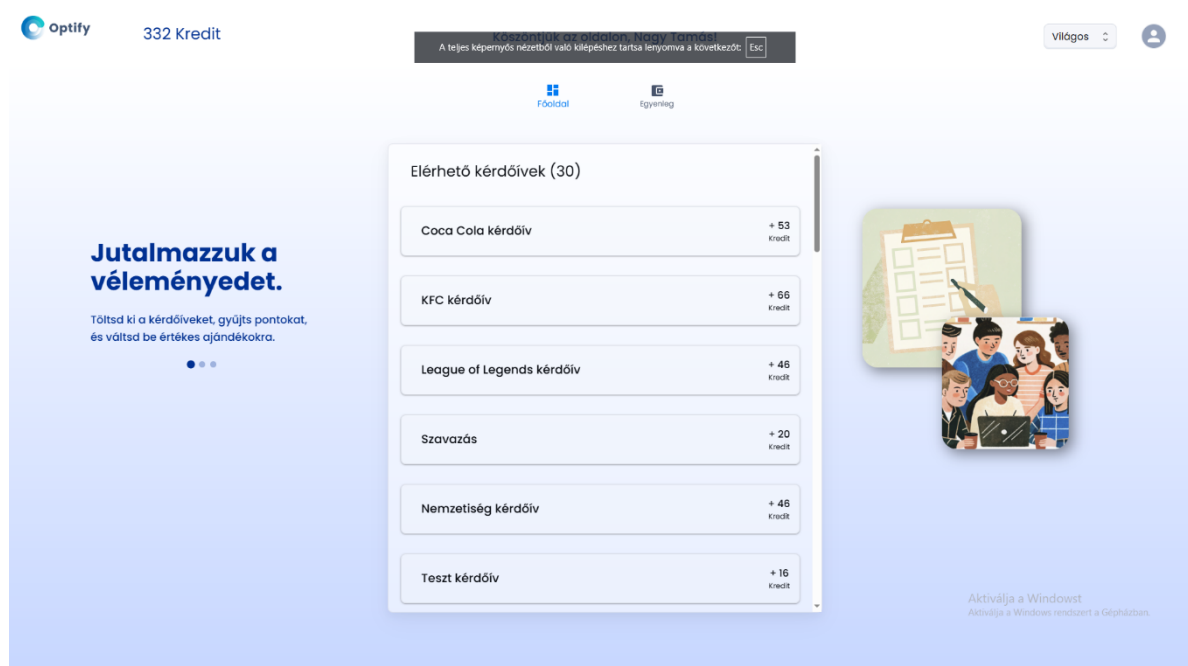 Optify
332 Kredit
Köszöntjük az oldalon, Nagy Tamás!
A teljes képernyős nézetből való kilépéshez tartsa lenyomva a következőt: Esc
Világos
Főoldal
Egyenleg
Elérhető kérdőívek (30)
Jutalmazzuk a
véleményedet.
Töltsd ki a kérdőíveket, gyűjts pontokat,
és váltsd be értékes ajándékokra.
Coca Cola kérdőív
+ 53
Kredit
KFC kérdőív
+ 66
Kredit
League of Legends kérdőív
+ 46
Kredit
Szavazás
+ 20
Kredit
Nemzetiség kérdőív
+ 46
Kredit
Teszt kérdőív
+ 16
Kredit
Aktiválja a Windowst
Aktiválja a Windows rendszert a Gépházban.